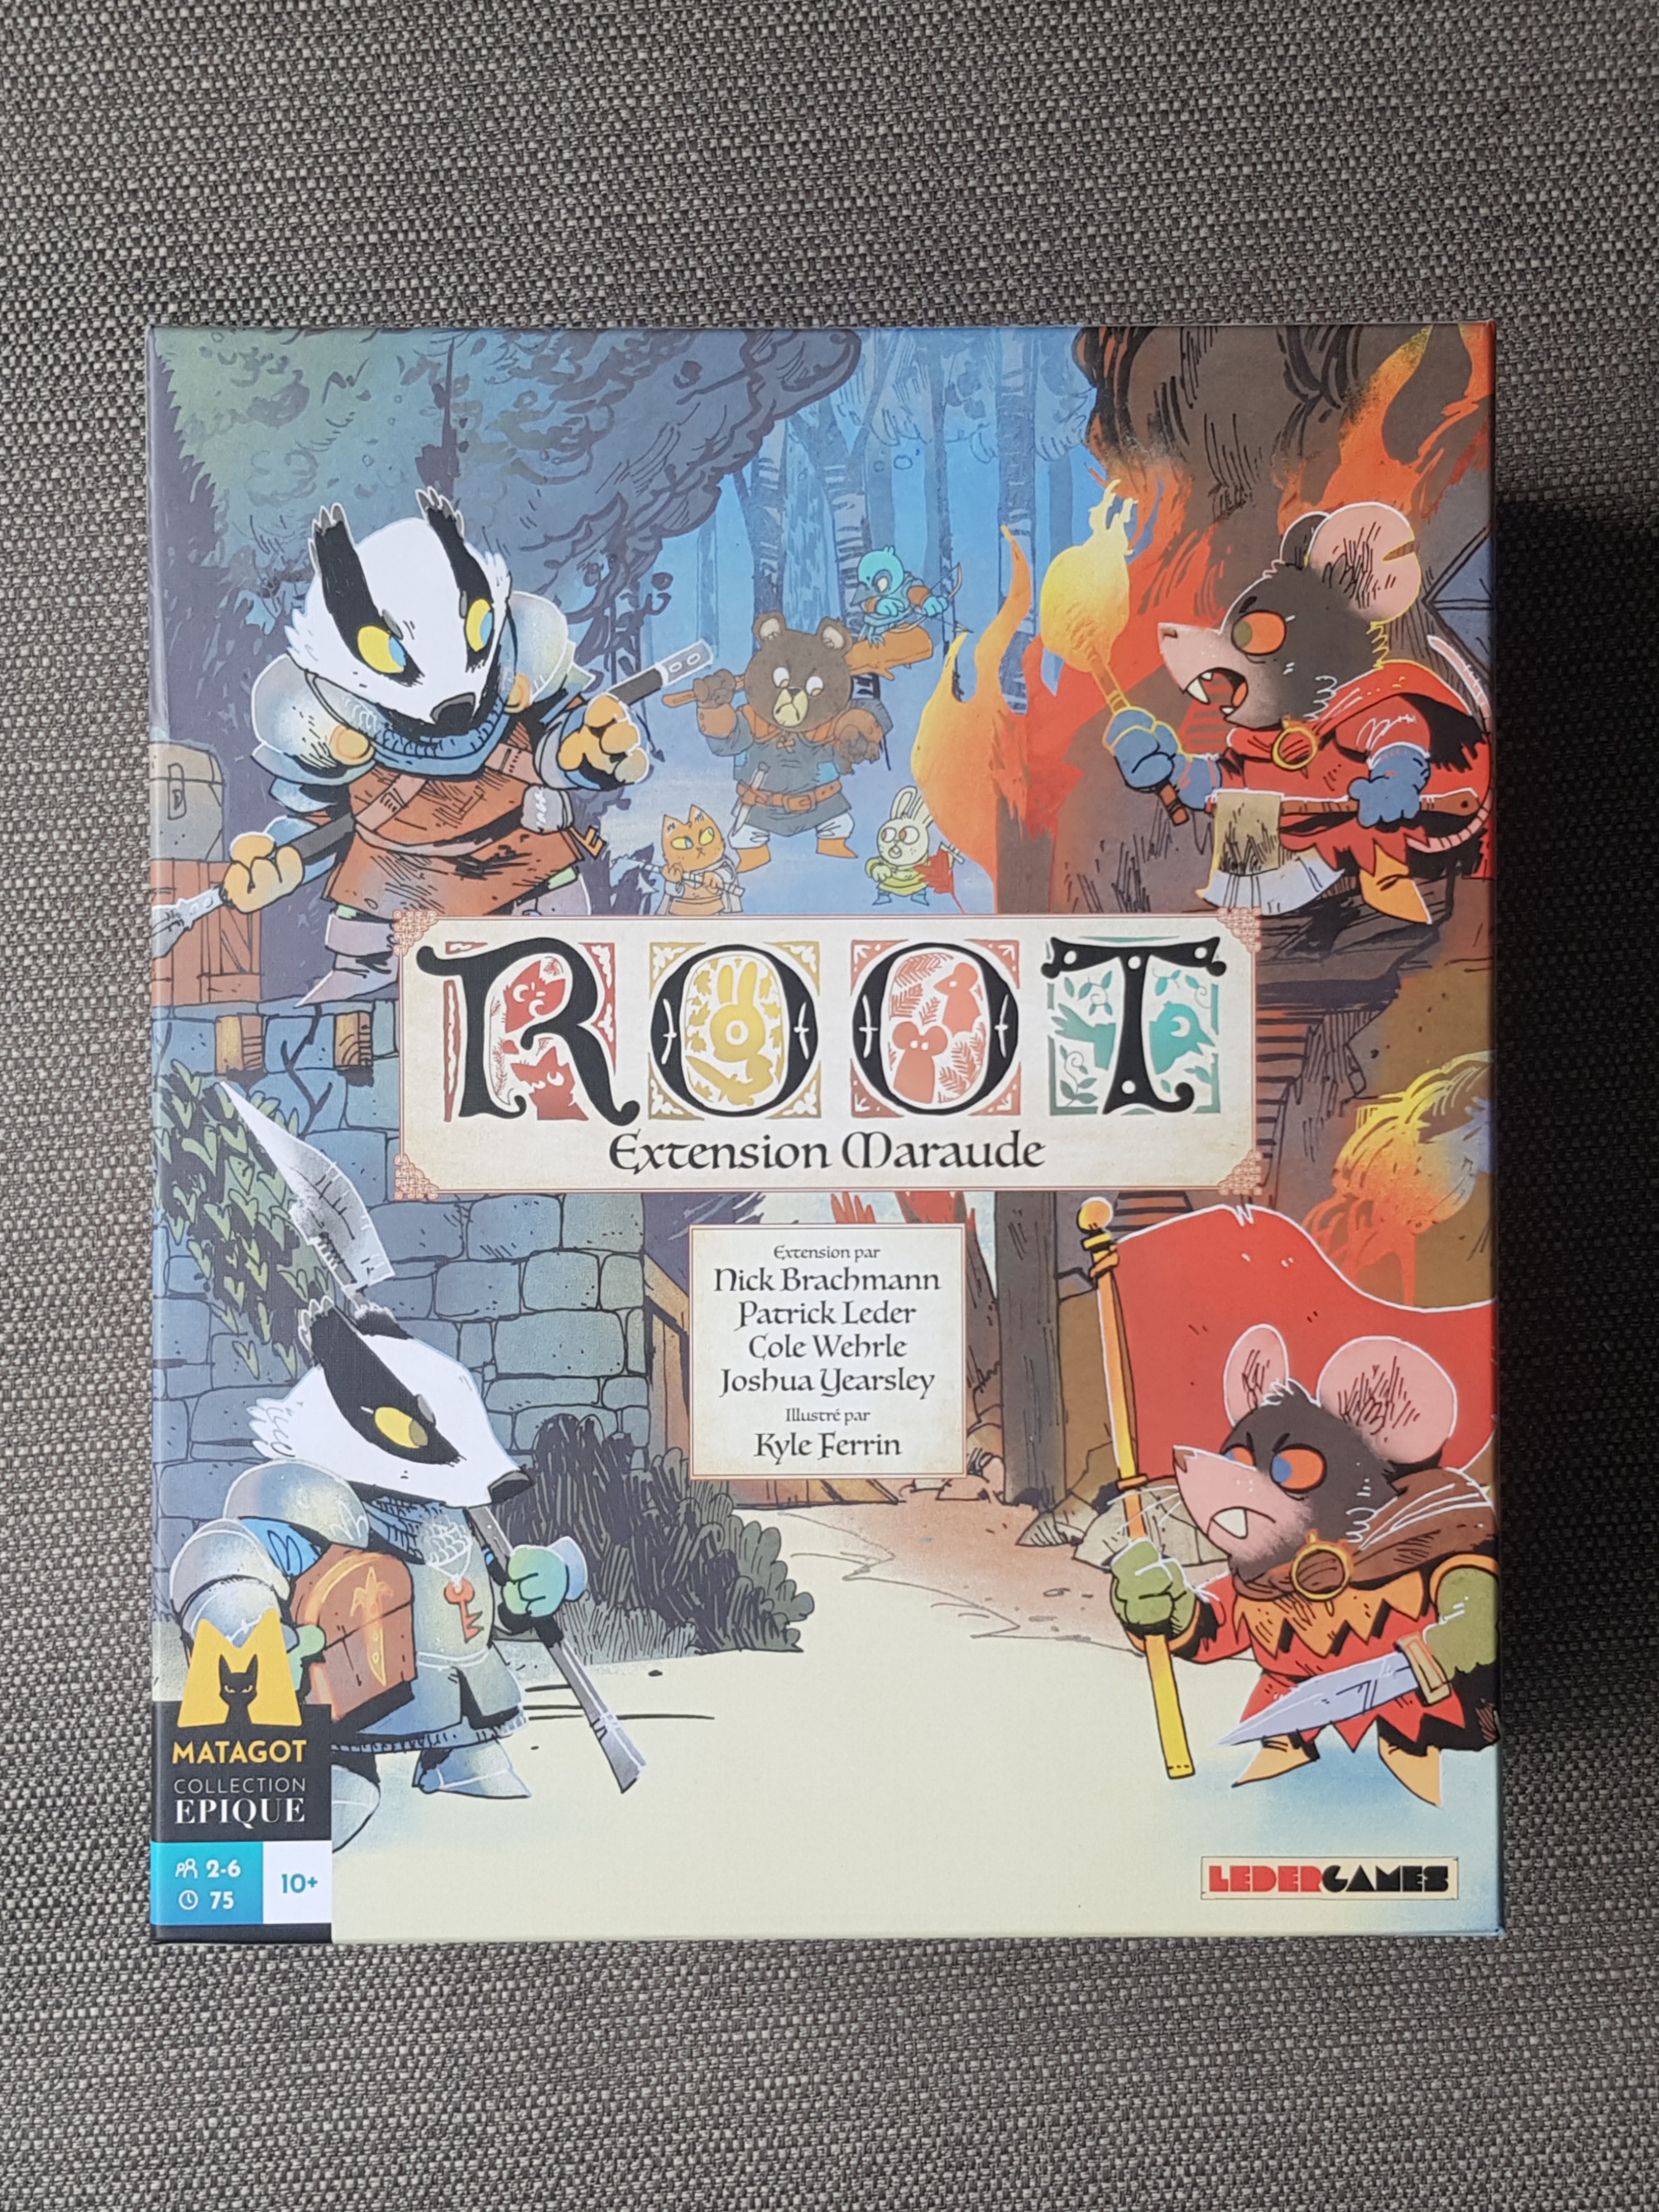 ROOT
Extension Maraude
Extension par
Nick Brachmann
Patrick Leder
Cole Wehrle
Joshua Yearsley
Illustré par
Kyle Ferrin
MATAGOT
COLLECTION
EPIQUE
2-6
75
10+
LEDERGAMES